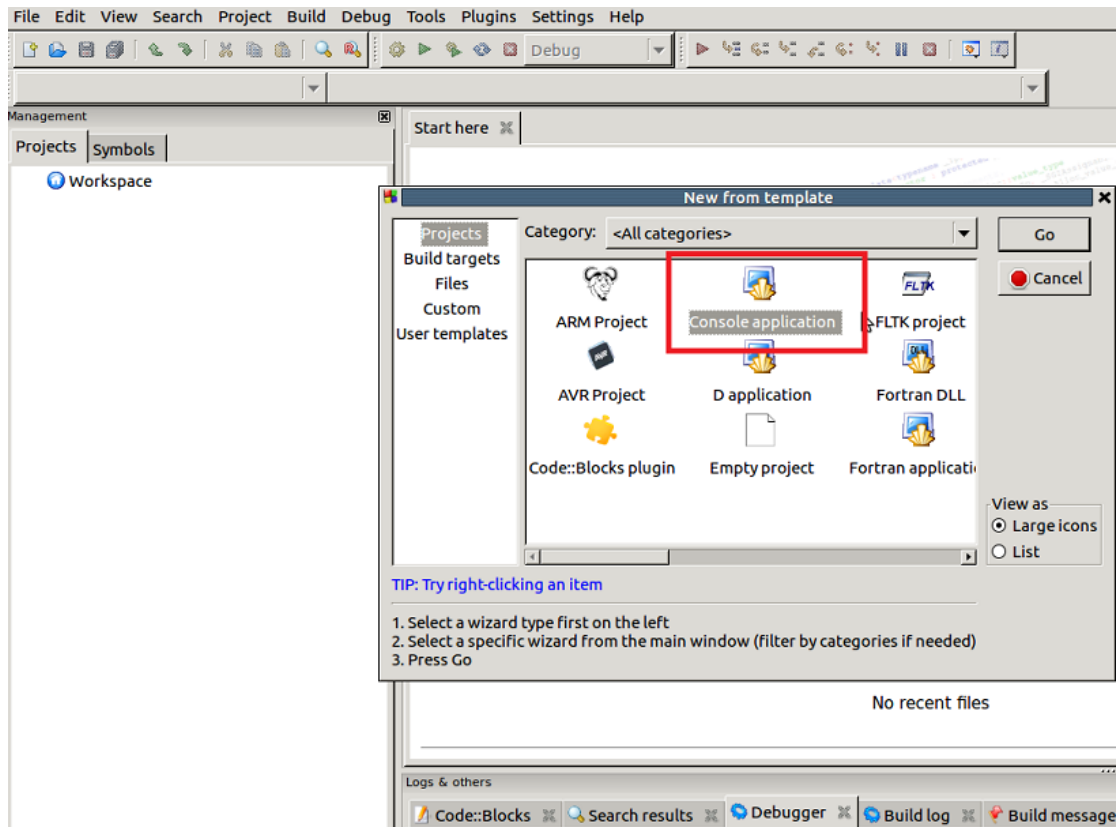 File Edit View Search Project Build Debug Tools Plugins Settings Help
Debug
Management
Projects Symbols
Workspace
Start here
New from template
Projects
Build targets
Files
Custom
User templates
Category: <All categories>
Go
Cancel
ARM Project Console application FLTK project
AVR Project D application Fortran DLL
Code::Blocks plugin Empty project Fortran applicati
View as
Large icons
List
TIP: Try right-clicking an item
1. Select a wizard type first on the left
2. Select a specific wizard from the main window (filter by categories if needed)
3. Press Go
No recent files
Logs & others
Code::Blocks Search results Debugger Build log Build message